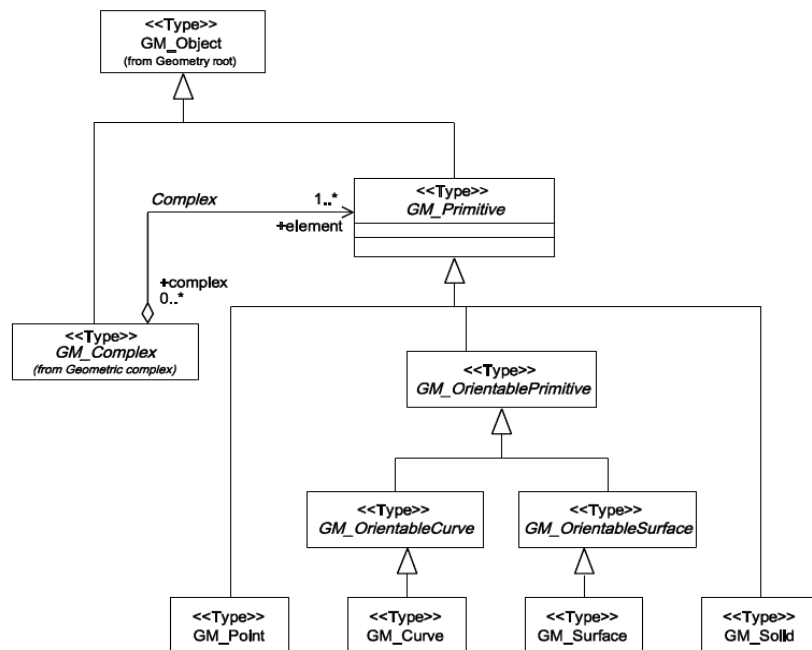 <<Type>>
GM_Object
(from Geometry root)
<<Type>>
GM_Primitive
Complex
1..*
+element
+complex
0..*
<<Type>>
GM_Complex
(from Geometric complex)
<<Type>>
GM_OrientablePrimitive
<<Type>>
GM_OrientableCurve
<<Type>>
GM_OrientableSurface
<<Type>>
GM_Point
<<Type>>
GM_Curve
<<Type>>
GM_Surface
<<Type>>
GM_Solid